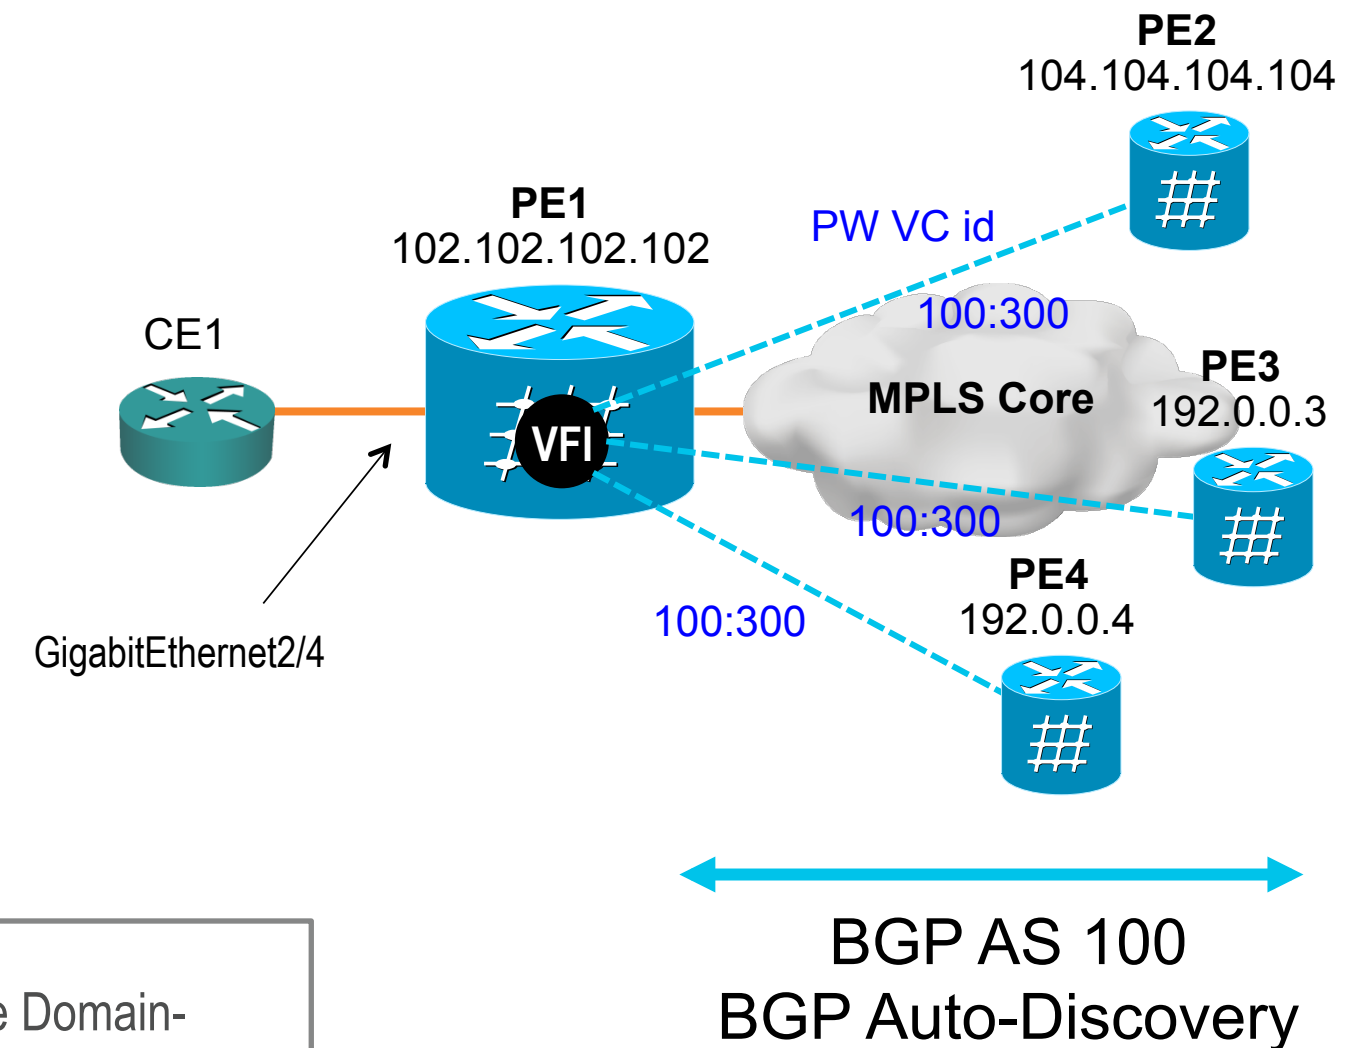 PE2
104.104.104.104
PE1
102.102.102.102
PW VC id
CE1
100:300
PE3
192.0.0.3
MPLS Core
VFI
100:300
PE4
192.0.0.4
100:300
GigabitEthernet2/4
BGP AS 100
BGP Auto-Discovery
e Domain-